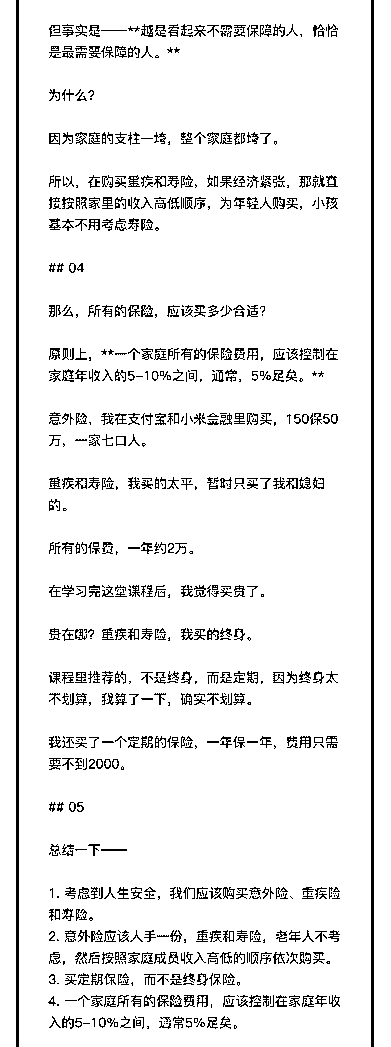 但事实是——**越是看起来不需要保障的人，恰恰
是最需要保障的人。**
为什么？
因为家庭的支柱一垮，整个家庭都垮了。
所以，在购买重疾和寿险，如果经济紧张，那就直
接按照家里的收入高低顺序，为年轻人购买，小孩
基本不用考虑寿险。
## 04
那么，所有的保险，应该买多少合适？
原则上，**一个家庭所有的保险费用，应该控制在
家庭年收入的5-10%之间，通常，5%足矣。**
意外险，我在支付宝和小米金融里购买，150保50
万，一家七口人。
重疾和寿险，我买的太平，暂时只买了我和媳妇
的。
所有的保费，一年约2万。
在学习完这堂课程后，我觉得买贵了。
贵在哪？重疾和寿险，我买的终身。
课程里推荐的，不是终身，而是定期，因为终身太
不划算，我算了一下，确实不划算。
我还买了一个定期的保险，一年保一年，费用只需
要不到2000。
## 05
总结一下——
1. 考虑到人生安全，我们应该购买意外险、重疾险
和寿险。
2. 意外险应该人手一份，重疾和寿险，老年人不考
虑，然后按照家庭成员收入高低的顺序依次购买。
3. 买定期保险，而不是终身保险。
4. 一个家庭所有的保险费用，应该控制在家庭年收
入的5-10%之间，通常5%足矣。